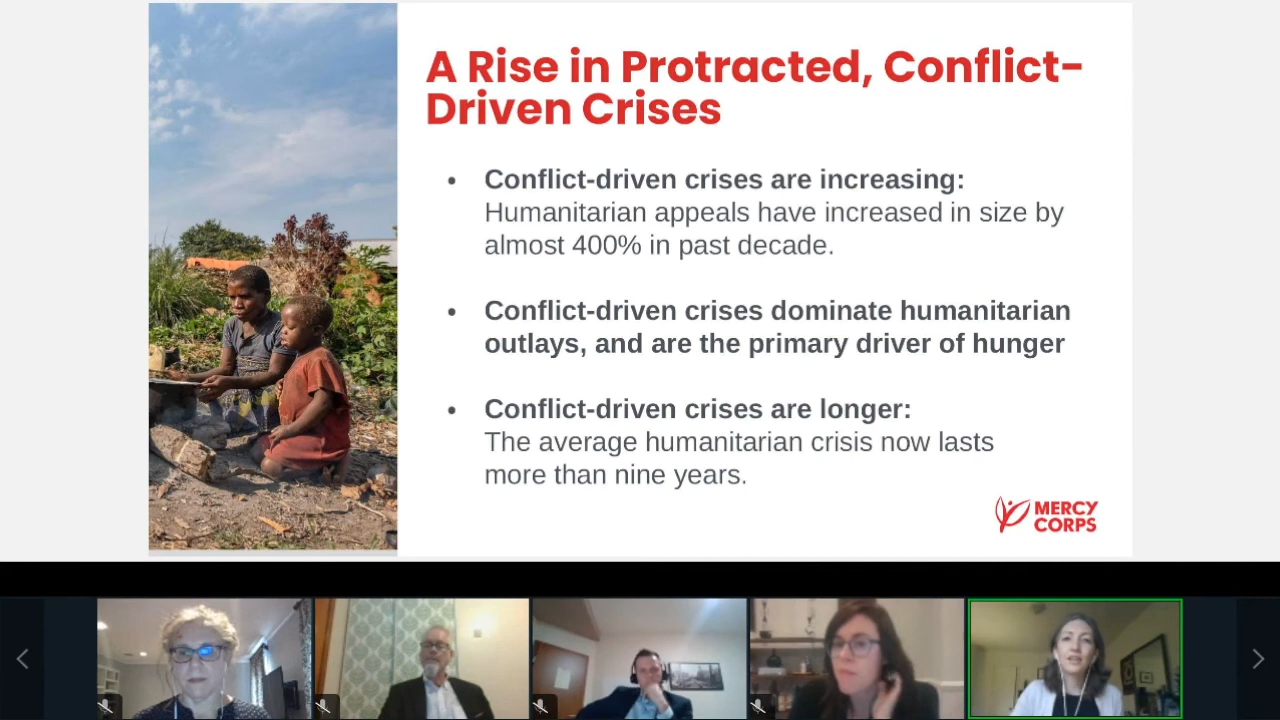 A Rise in Protracted, Conflict-
Driven Crises
• Conflict-driven crises are increasing:
Humanitarian appeals have increased in size by
almost 400% in past decade.
• Conflict-driven crises dominate humanitarian
outlays, and are the primary driver of hunger
• Conflict-driven crises are longer:
The average humanitarian crisis now lasts
more than nine years.
MERCY
CORPS